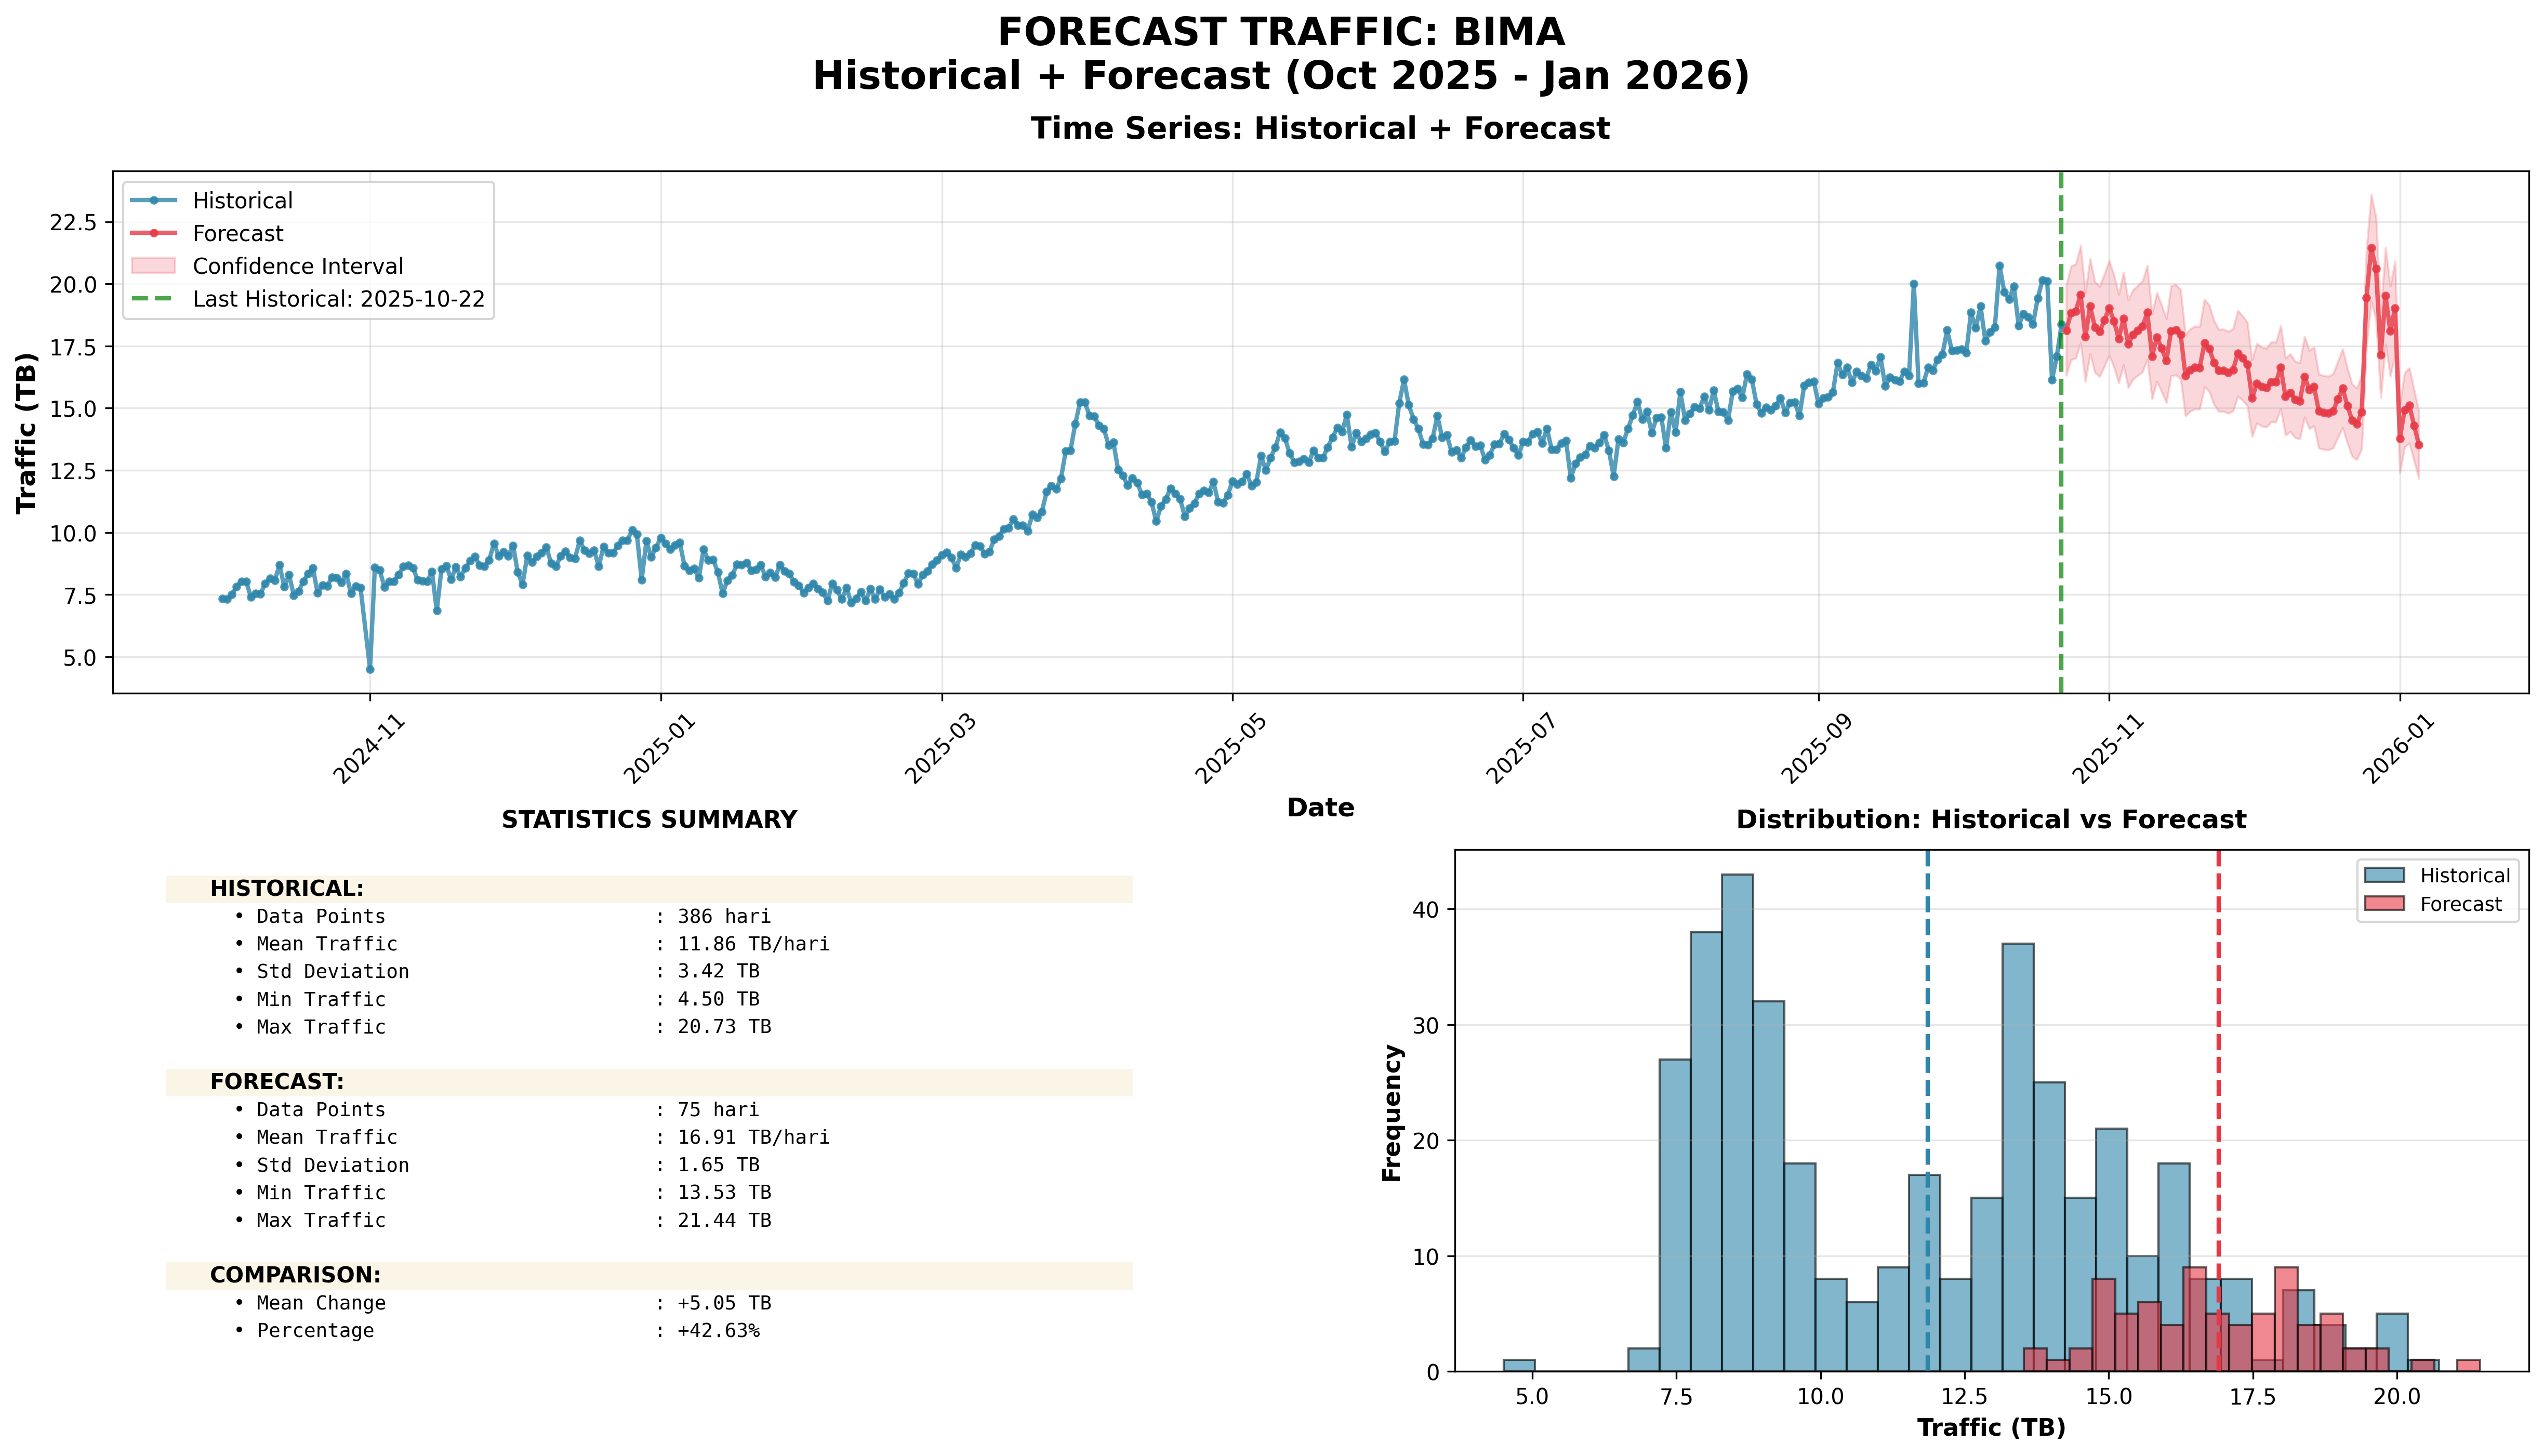 FORECAST TRAFFIC: BIMA
Historical + Forecast (Oct 2025 - Jan 2026)
Time Series: Historical + Forecast
Historical
Forecast
Confidence Interval
Last Historical: 2025-10-22
Traffic (TB)
22.5
20.0
17.5
15.0
12.5
10.0
7.5
5.0
2024-11
2025-01
2025-03
2025-05
2025-07
2025-09
2025-11
2026-01
Date
STATISTICS SUMMARY
HISTORICAL:
• Data Points : 386 hari
• Mean Traffic : 11.86 TB/hari
• Std Deviation : 3.42 TB
• Min Traffic : 4.50 TB
• Max Traffic : 20.73 TB
FORECAST:
• Data Points : 75 hari
• Mean Traffic : 16.91 TB/hari
• Std Deviation : 1.65 TB
• Min Traffic : 13.53 TB
• Max Traffic : 21.44 TB
COMPARISON:
• Mean Change : +5.05 TB
• Percentage : +42.63%
Distribution: Historical vs Forecast
Historical
Forecast
Frequency
40
30
20
10
0
5.0
7.5
10.0
12.5
15.0
17.5
20.0
Traffic (TB)